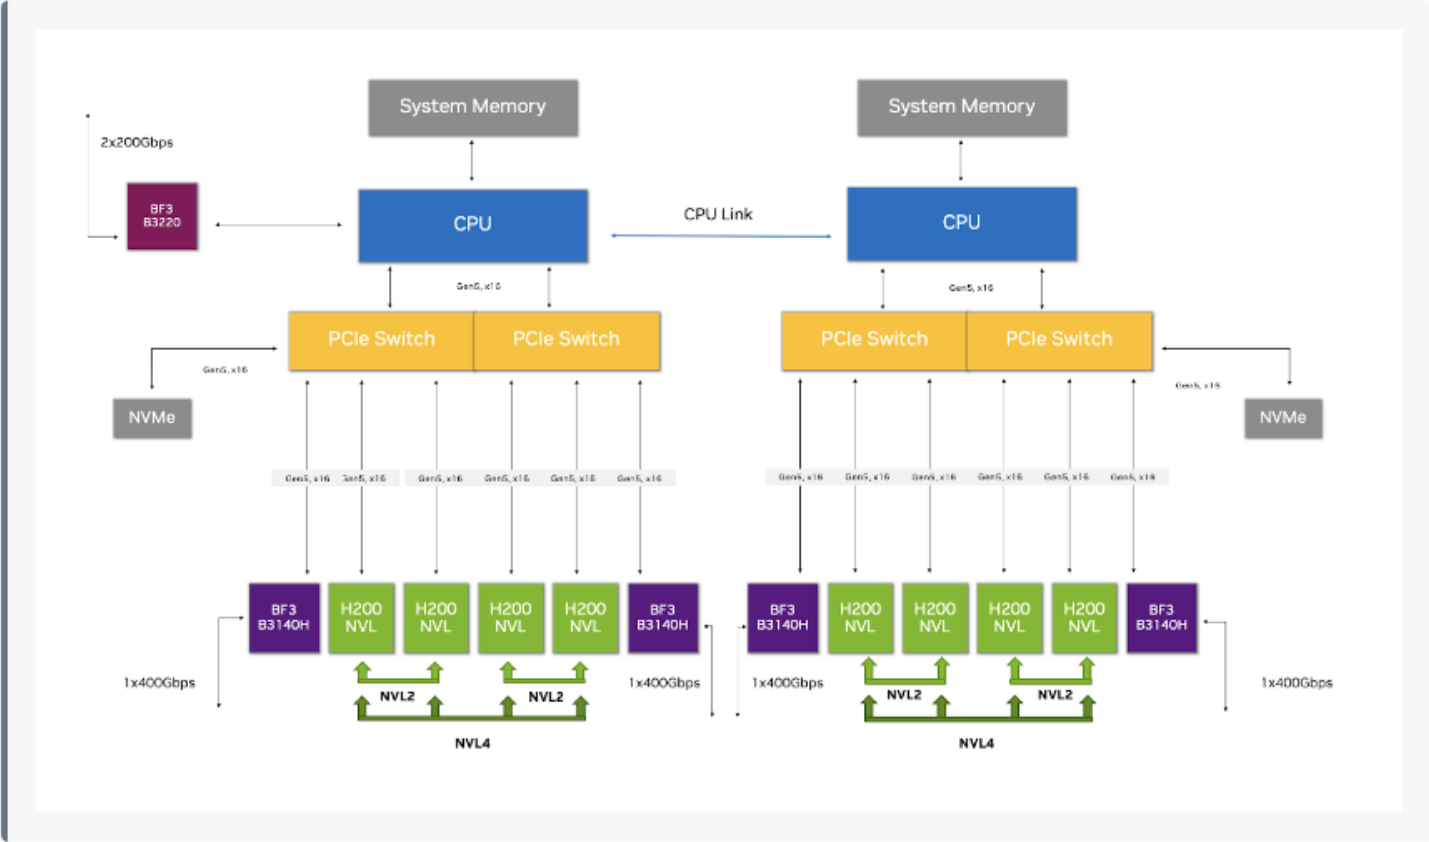 System Memory
System Memory
2x200Gbps
BF3
B3220
CPU
CPU Link
CPU
Gen5, x16
Gen5, x16
PCIe Switch
PCIe Switch
PCIe Switch
PCIe Switch
Gen5, x16
Gen5, x16
NVMe
NVMe
Gen5, x16
Gen5, x16
Gen5, x16
Gen5, x16
Gen5, x16
Gen5, x16
Gen5, x16
Gen5, x16
Gen5, x16
Gen5, x16
Gen5, x16
Gen5, x16
BF3
B3140H
H200
NVL
H200
NVL
H200
NVL
H200
NVL
BF3
B3140H
BF3
B3140H
H200
NVL
H200
NVL
H200
NVL
H200
NVL
BF3
B3140H
1x400Gbps
NVL2
NVL2
1x400Gbps
1x400Gbps
NVL2
NVL2
1x400Gbps
NVL4
NVL4